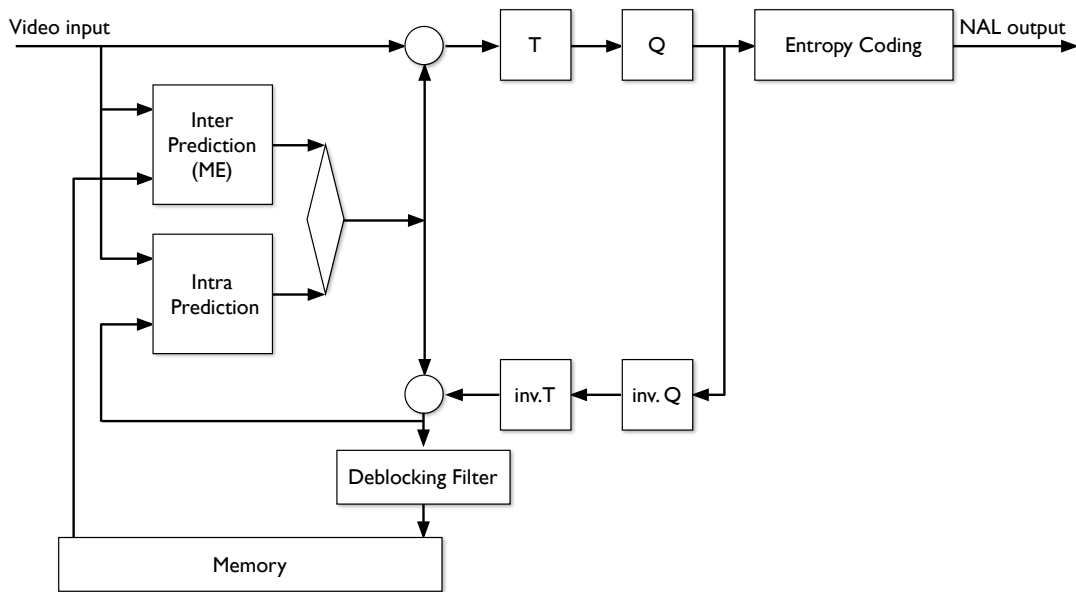 Video input
T
Q
Entropy Coding
NAL output
Inter
Prediction
(ME)
Intra
Prediction
inv.T
inv. Q
Deblocking Filter
Memory